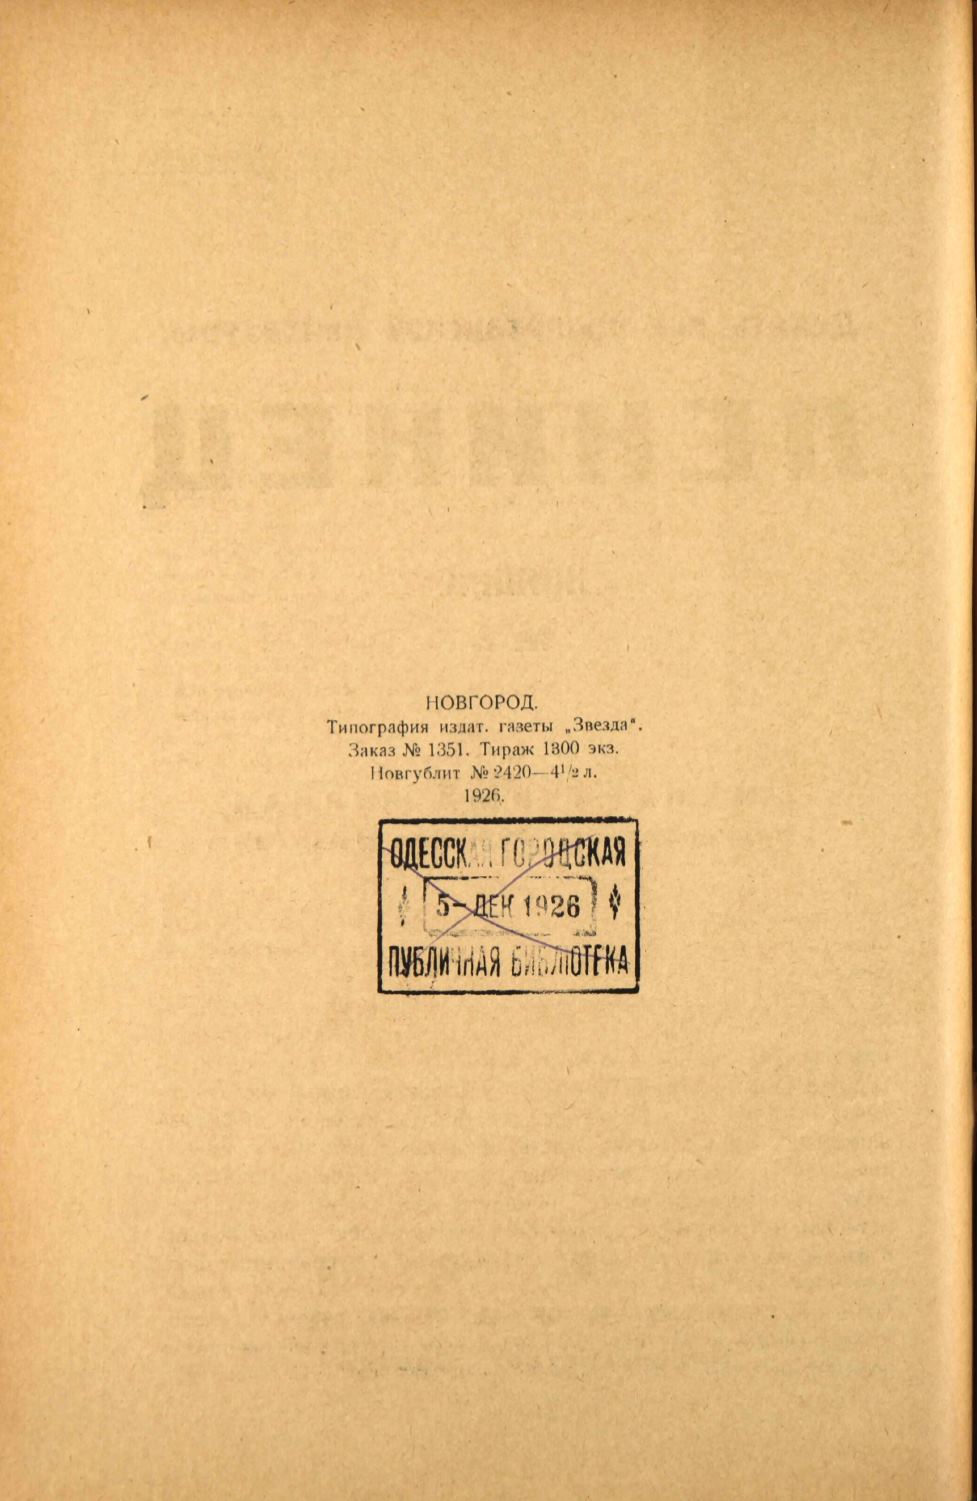 НОВГОРОД.
Типография издат. газеты „Звезда“.
Заказ № 1351. Тираж 1300 экз.
Новгублит № 2420—4½ л.
1926.
ОДЕССКАЯ ГОРОДСКАЯ
5-ДЕК 1926
ПУБЛИЧНАЯ БИБЛІОТЕКА